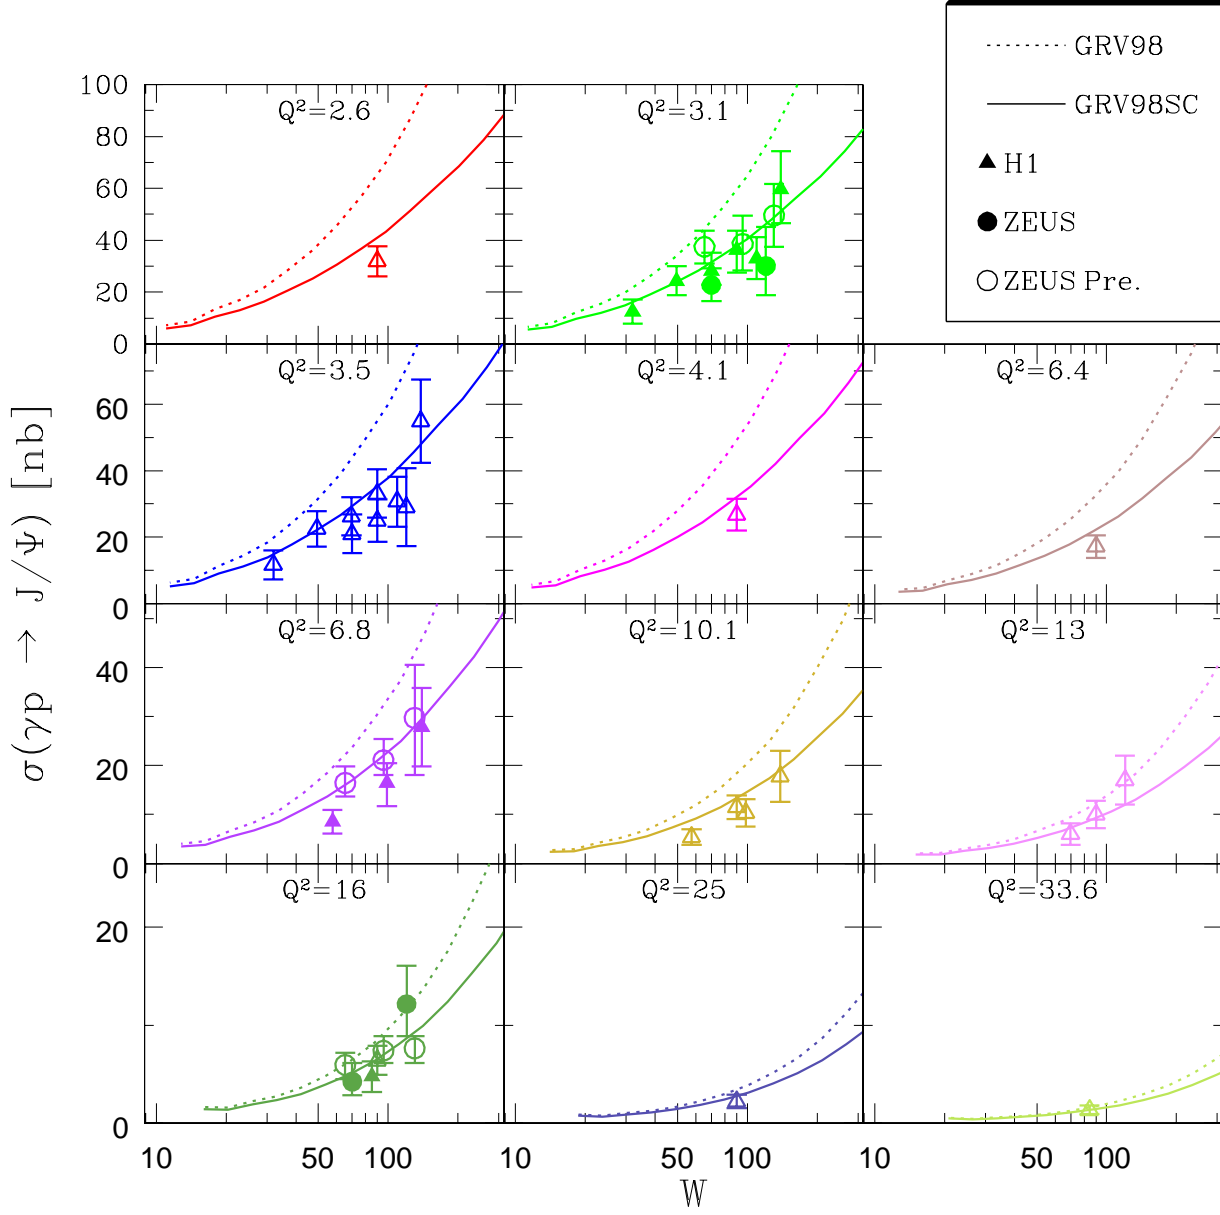 GRV98
GRV98SC
H1
ZEUS
ZEUS Pre.
100
80
60
40
20
0
Q²=2.6
Q²=3.1
60
40
20
0
Q²=3.5
Q²=4.1
Q²=6.4
40
20
0
Q²=6.8
Q²=10.1
Q²=13
20
0
Q²=16
Q²=25
Q²=33.6
10 50 100 10 50 100 10 50 100
W
σ(γp → J/Ψ) [nb]